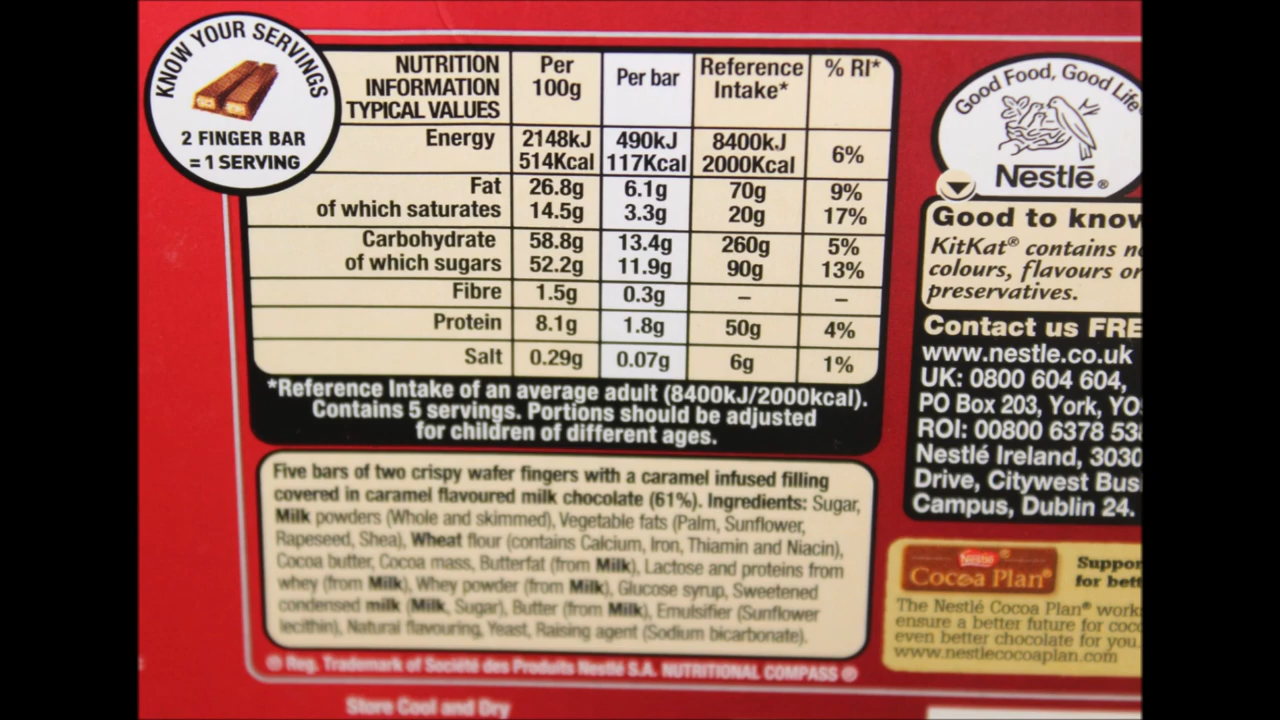 KNOW YOUR SERVINGS
2 FINGER BAR
= 1 SERVING
NUTRITION INFORMATION TYPICAL VALUES Per 100g Per bar Reference Intake* % RI*
Energy 2148kJ 490kJ 8400kJ 6%
514Kcal 117Kcal 2000Kcal
Fat 26.8g 6.1g 70g 9%
of which saturates 14.5g 3.3g 20g 17%
Carbohydrate 58.8g 13.4g 260g 5%
of which sugars 52.2g 11.9g 90g 13%
Fibre 1.5g 0.3g – –
Protein 8.1g 1.8g 50g 4%
Salt 0.29g 0.07g 6g 1%
*Reference Intake of an average adult (8400kJ/2000kcal).
Contains 5 servings. Portions should be adjusted
for children of different ages.
Five bars of two crispy wafer fingers with a caramel infused filling
covered in caramel flavoured milk chocolate (61%). Ingredients: Sugar,
Milk powders (Whole and skimmed), Vegetable fats (Palm, Sunflower,
Rapeseed, Shea), Wheat flour (contains Calcium, Iron, Thiamin and Niacin),
Cocoa butter, Cocoa mass, Butterfat (from Milk), Lactose and proteins from
whey (from Milk), Whey powder (from Milk), Glucose syrup, Sweetened
condensed milk (Milk, Sugar), Butter (from Milk), Emulsifier (Sunflower
lecithin), Natural flavouring, Yeast, Raising agent (Sodium bicarbonate).
® Reg. Trademark of Société des Produits Nestlé S.A. NUTRITIONAL COMPASS ®
Store Cool and Dry
Good Food, Good Life
Nestlé®
Good to know
KitKat® contains
colours, flavours or
preservatives.
Contact us FRE
www.nestle.co.uk
UK: 0800 604 604,
PO Box 203, York, YO
ROI: 00800 6378 53
Nestlé Ireland, 3030
Drive, Citywest Bus
Campus, Dublin 24.
Nestlé®
Cocoa Plan®
Suppor
for bett
The Nestlé Cocoa Plan® work
ensure a better future for coco
even better chocolate for you.
www.nestlecocoaplan.com